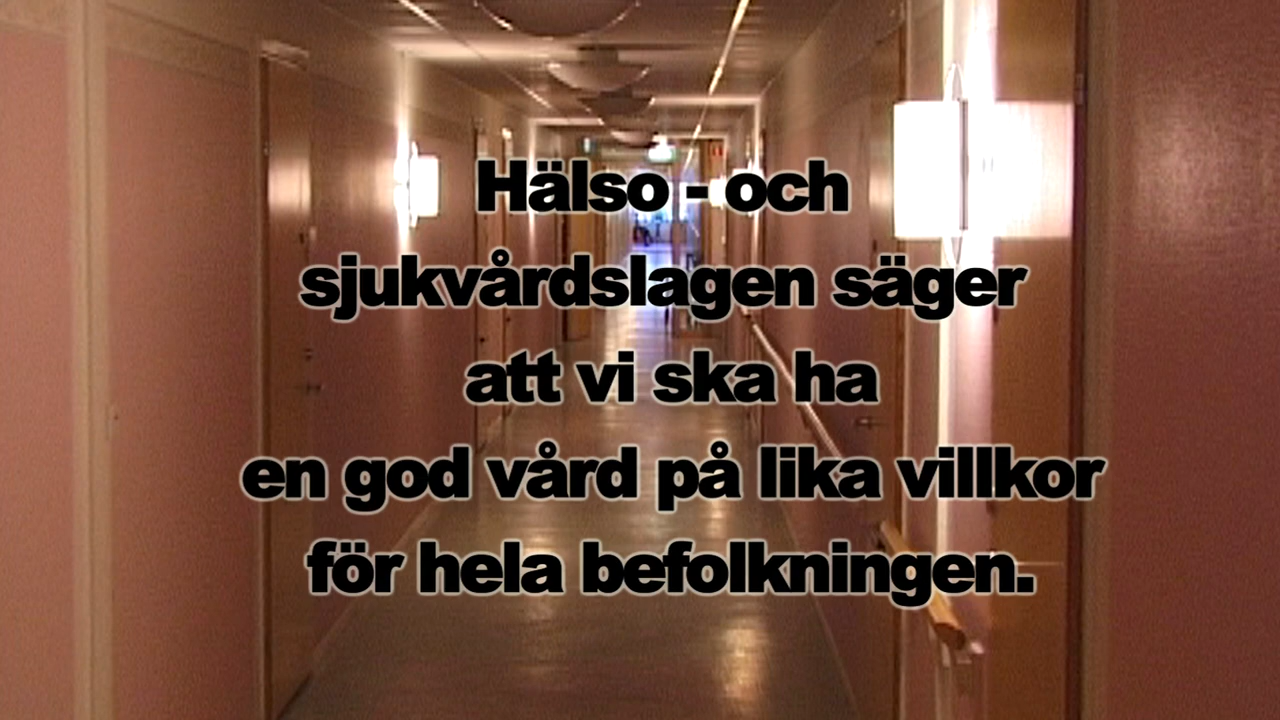 Hälso - och
sjukvårdslagen säger
att vi ska ha
en god vård på lika villkor
för hela befolkningen.